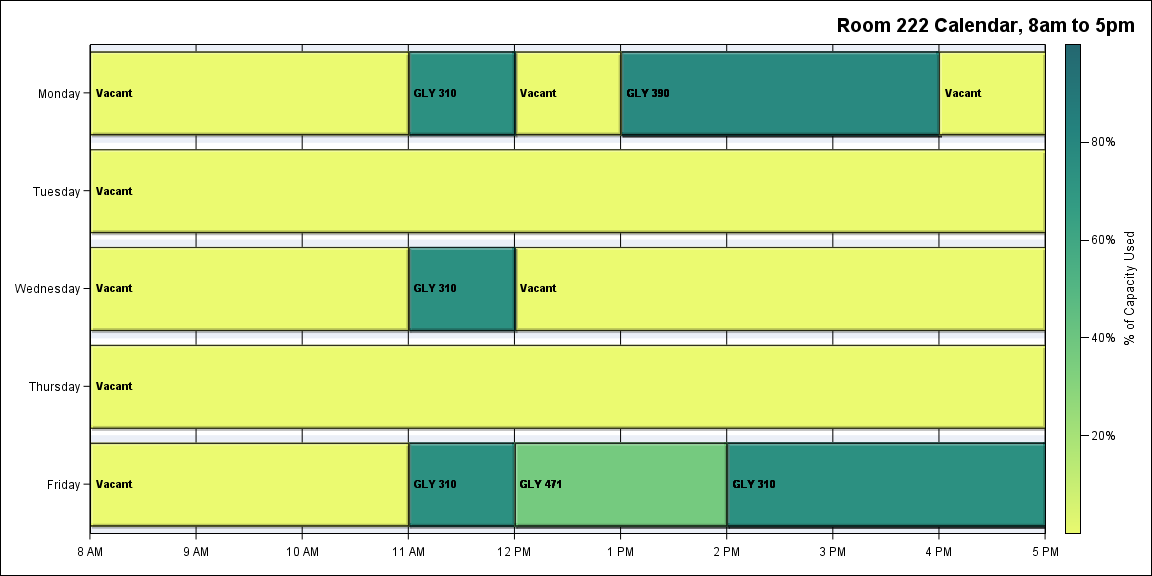 Room 222 Calendar, 8am to 5pm
Monday
Vacant
GLY 310
Vacant
GLY 390
Vacant
Tuesday
Vacant
Wednesday
Vacant
GLY 310
Vacant
Thursday
Vacant
Friday
Vacant
GLY 310
GLY 471
GLY 310
8 AM
9 AM
10 AM
11 AM
12 PM
1 PM
2 PM
3 PM
4 PM
5 PM
80%
60%
40%
20%
% of Capacity Used